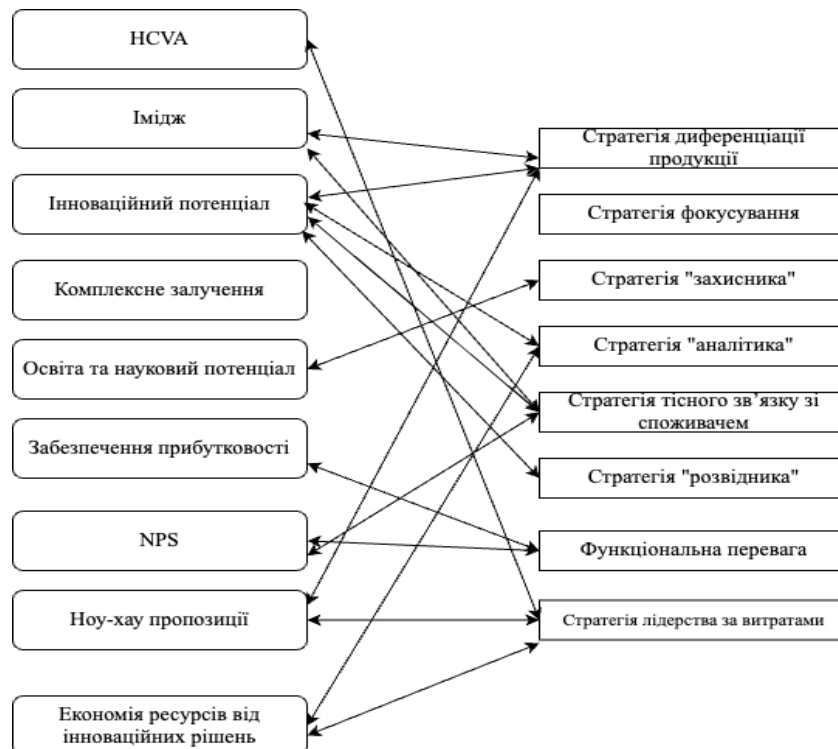 HCVA
Імідж
Інноваційний потенціал
Комплексне залучення
Освіта та науковий потенціал
Забезпечення прибутковості
NPS
Ноу-хау пропозиції
Економія ресурсів від
інноваційних рішень
Стратегія диференціації
продукції
Стратегія фокусування
Стратегія "захисника"
Стратегія "аналітика"
Стратегія тісного зв’язку зі
споживачем
Стратегія "розвідника"
Функціональна перевага
Стратегія лідерства за витратами